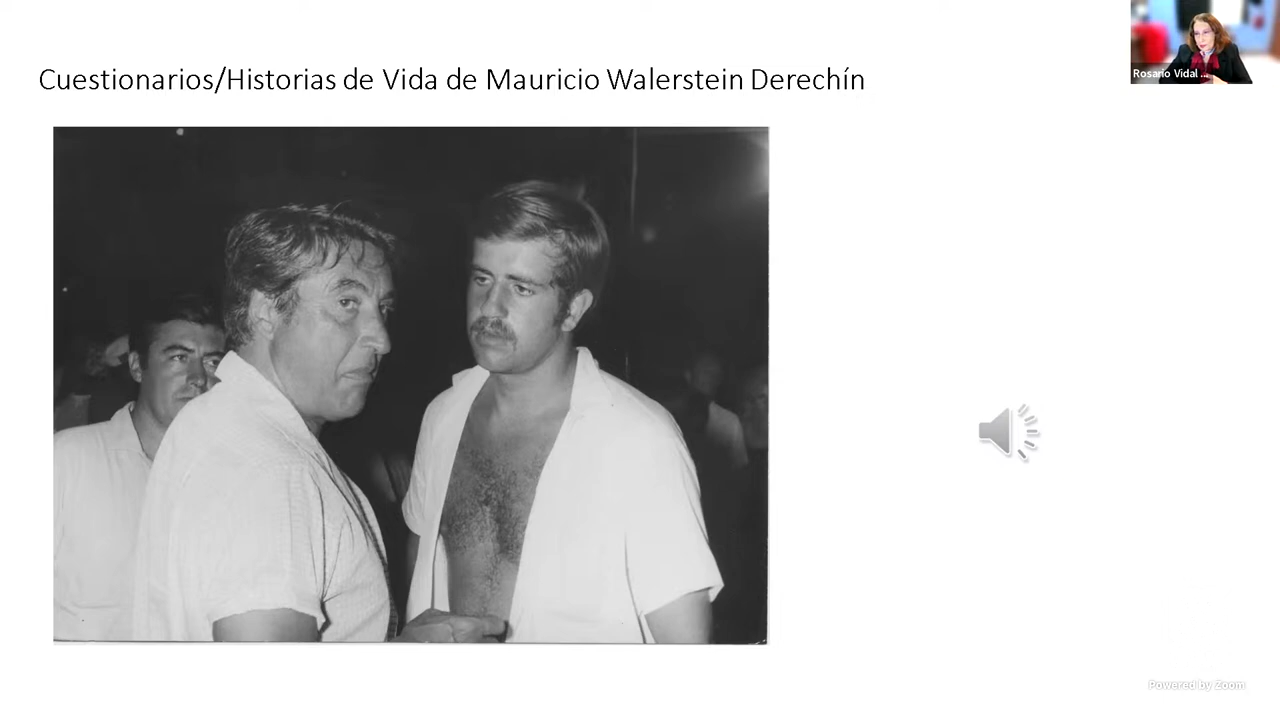 Cuestionarios/Historias de Vida de Mauricio Walerstein Derechín
Rosario Vidal ...
Powered by Zoom